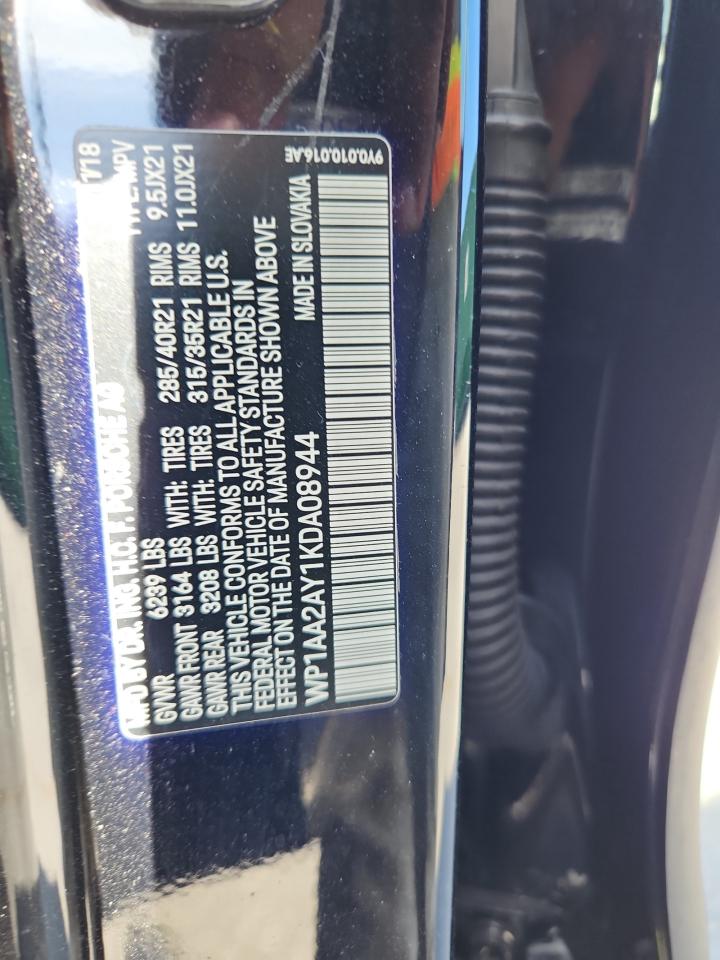 MFD BY DR. ING. H.C. F. PORSCHE AG
GVWR 6239 LBS
GAWR FRONT 3164 LBS WITH: TIRES 285/40R21 RIMS 9.5JX21
GAWR REAR 3208 LBS WITH: TIRES 315/35R21 RIMS 11.0JX21
THIS VEHICLE CONFORMS TO ALL APPLICABLE U.S.
FEDERAL MOTOR VEHICLE SAFETY STANDARDS IN
EFFECT ON THE DATE OF MANUFACTURE SHOWN ABOVE
WP1AA2AY1KDA08944 MADE IN SLOVAKIA
9Y0.010.016.AE